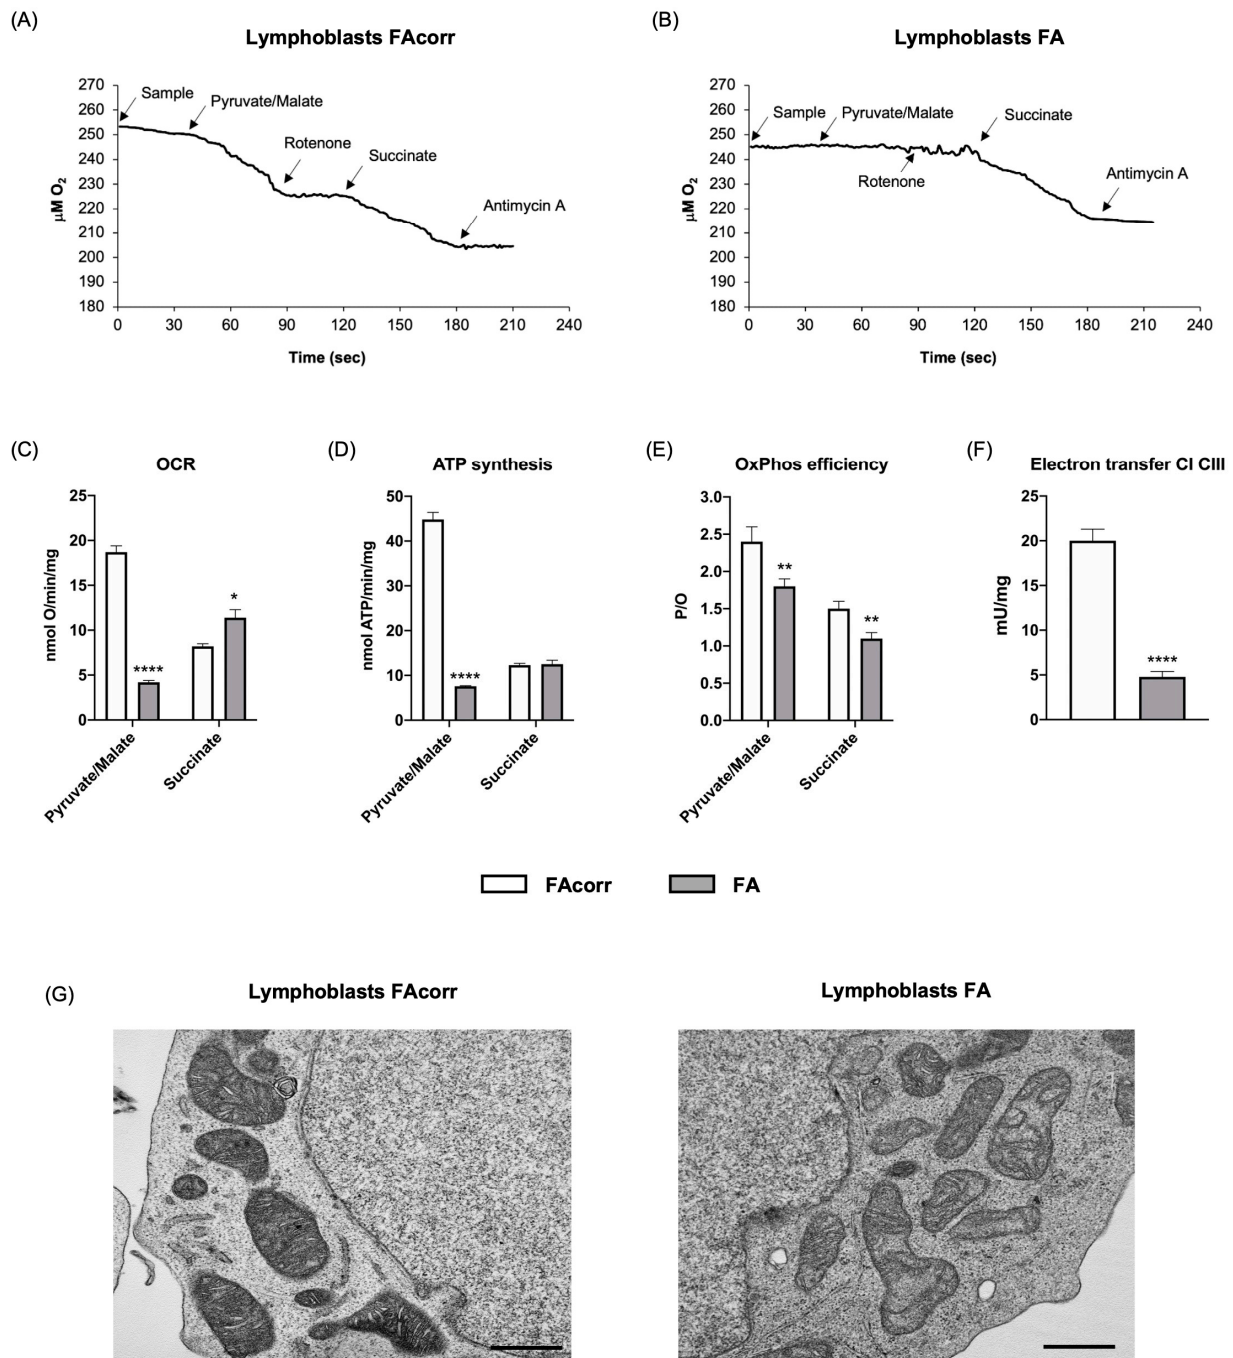 (A)
Lymphoblasts FAcorr
270
260
250
240
230
220
210
200
190
180
μM O2
Sample
Pyruvate/Malate
Rotenone
Succinate
Antimycin A
0 30 60 90 120 150 180 210 240
Time (sec)
(B)
Lymphoblasts FA
270
260
250
240
230
220
210
200
190
180
μM O2
Sample
Pyruvate/Malate
Rotenone
Succinate
Antimycin A
0 30 60 90 120 150 180 210 240
Time (sec)
(C)
OCR
25
20
15
10
5
0
nmol O/min/mg
****
*
Pyruvate/Malate
Succinate
(D)
ATP synthesis
50
40
30
20
10
0
nmol ATP/min/mg
****
Pyruvate/Malate
Succinate
(E)
OxPhos efficiency
3.0
2.5
2.0
1.5
1.0
0.5
0.0
P/O
**
**
Pyruvate/Malate
Succinate
(F)
Electron transfer CI CIII
25
20
15
10
5
0
mU/mg
****
FAcorr
FA
(G)
Lymphoblasts FAcorr
Lymphoblasts FA